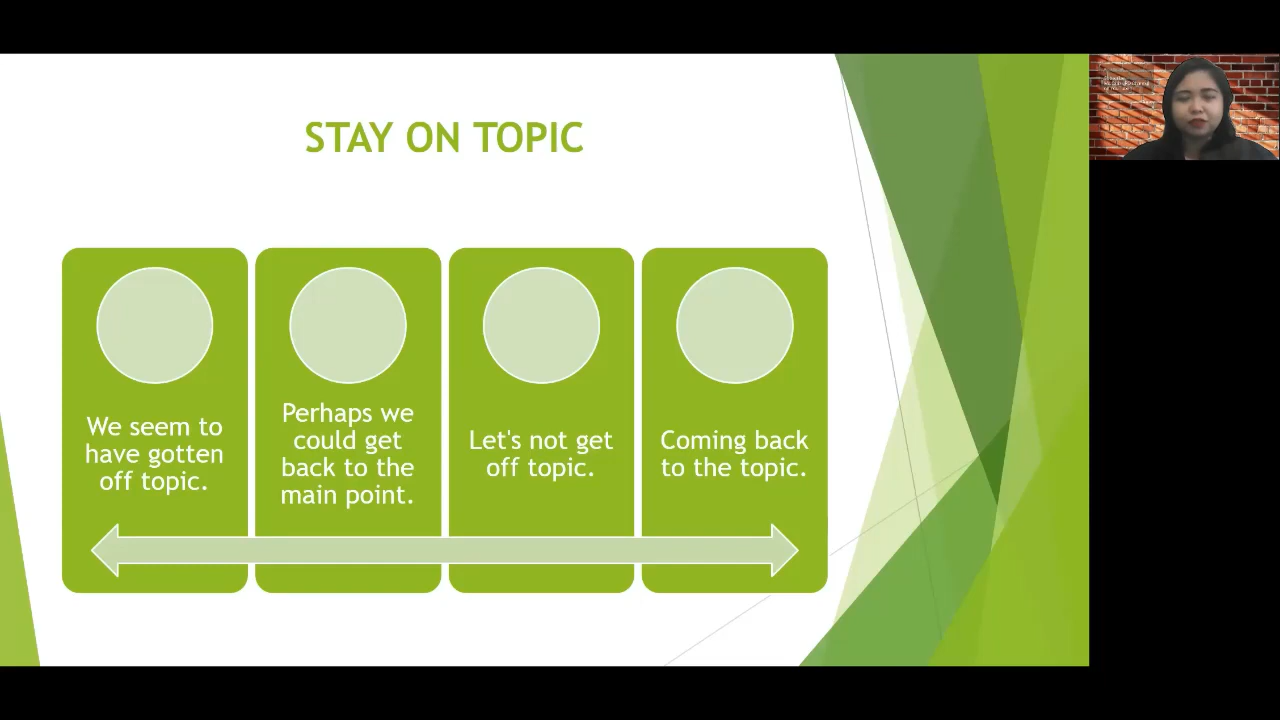 STAY ON TOPIC
We seem to
have gotten
off topic.
Perhaps we
could get
back to the
main point.
Let's not get
off topic.
Coming back
to the topic.